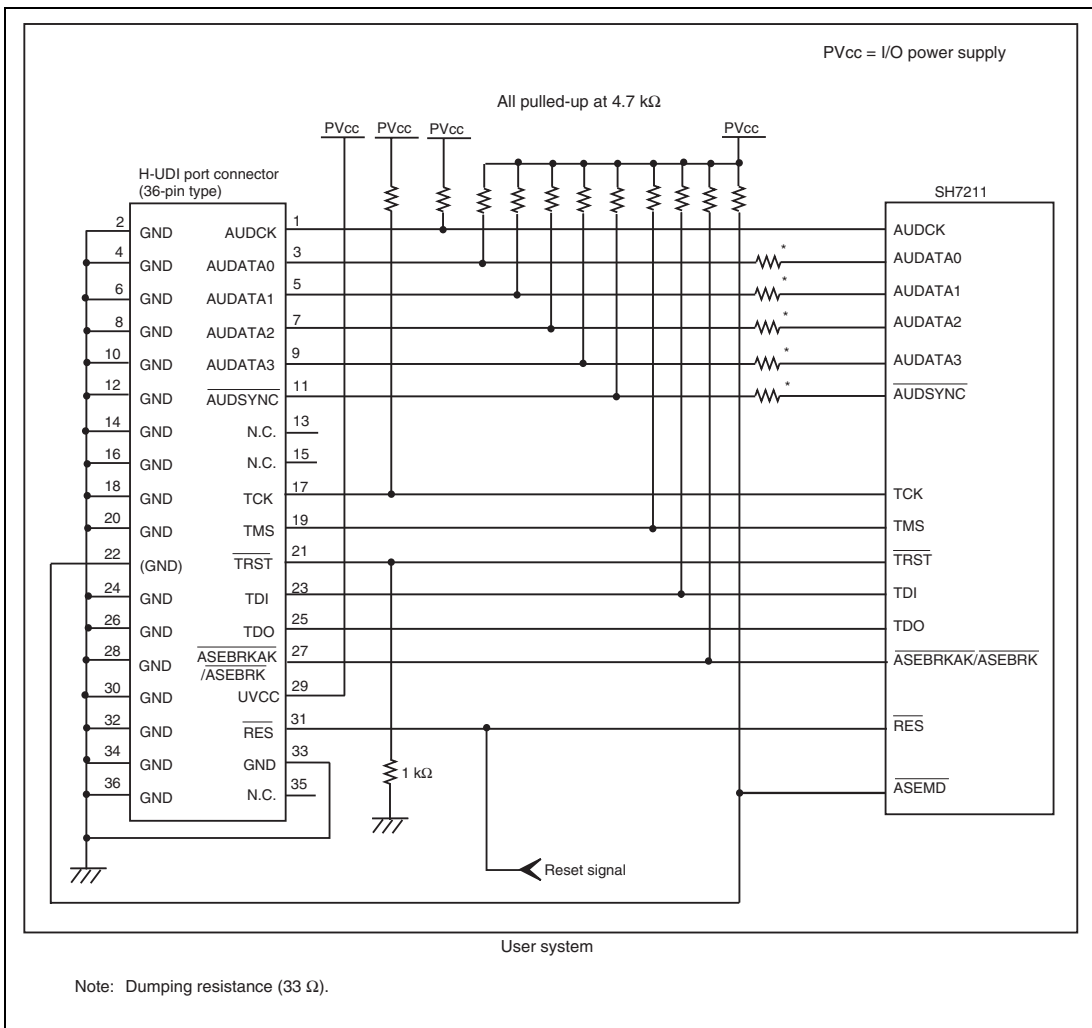 PVcc = I/O power supply
All pulled-up at 4.7 kΩ
PVcc PVcc PVcc PVcc
H-UDI port connector
(36-pin type)
SH7211
2 GND AUDCK 1 AUDCK
4 GND AUDATA0 3 * AUDATA0
6 GND AUDATA1 5 * AUDATA1
8 GND AUDATA2 7 * AUDATA2
10 GND AUDATA3 9 * AUDATA3
12 GND AUDSYNC 11 * AUDSYNC
14 GND N.C. 13
16 GND N.C. 15
18 GND TCK 17 TCK
20 GND TMS 19 TMS
22 (GND) TRST 21 TRST
24 GND TDI 23 TDI
26 GND TDO 25 TDO
28 GND ASEBRKAK 27 ASEBRKAK/ASEBRK
/ASEBRK
30 GND UVCC 29
32 GND RES 31 RES
34 GND GND 33
1 kΩ
36 GND N.C. 35
ASEMD
Reset signal
User system
Note: Dumping resistance (33 Ω).